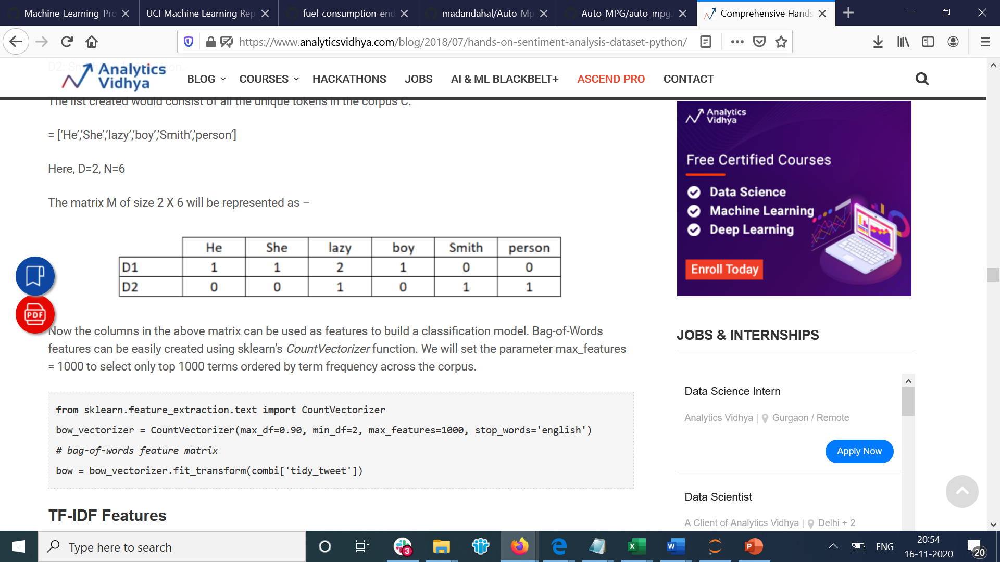 Machine_Learning_Pro
UCI Machine Learning Rep
fuel-consumption-end
madandahal/Auto-Mp
Auto_MPG/auto_mpg.i
Comprehensive Hands
https://www.analyticsvidhya.com/blog/2018/07/hands-on-sentiment-analysis-dataset-python/
Analytics
Vidhya
BLOG
COURSES
HACKATHONS
JOBS
AI & ML BLACKBELT+
ASCEND PRO
CONTACT
The list created would consist of all the unique tokens in the corpus C.
= [‘He’,’She’,’lazy’,’boy’,’Smith’,’person’]
Here, D=2, N=6
The matrix M of size 2 X 6 will be represented as –
He She lazy boy Smith person
D1 1 1 2 1 0 0
D2 0 0 1 0 1 1
PDF
Now the columns in the above matrix can be used as features to build a classification model. Bag-of-Words
features can be easily created using sklearn’s CountVectorizer function. We will set the parameter max_features
= 1000 to select only top 1000 terms ordered by term frequency across the corpus.
from sklearn.feature_extraction.text import CountVectorizer
bow_vectorizer = CountVectorizer(max_df=0.90, min_df=2, max_features=1000, stop_words='english')
# bag-of-words feature matrix
bow = bow_vectorizer.fit_transform(combi['tidy_tweet'])
TF-IDF Features
Analytics
Vidhya
Free Certified Courses
Data Science
Machine Learning
Deep Learning
Enroll Today
JOBS & INTERNSHIPS
Data Science Intern
Analytics Vidhya | Gurgaon / Remote
Apply Now
Data Scientist
A Client of Analytics Vidhya | Delhi + 2
Type here to search
3
X
W
P
ENG
20:54
16-11-2020
20